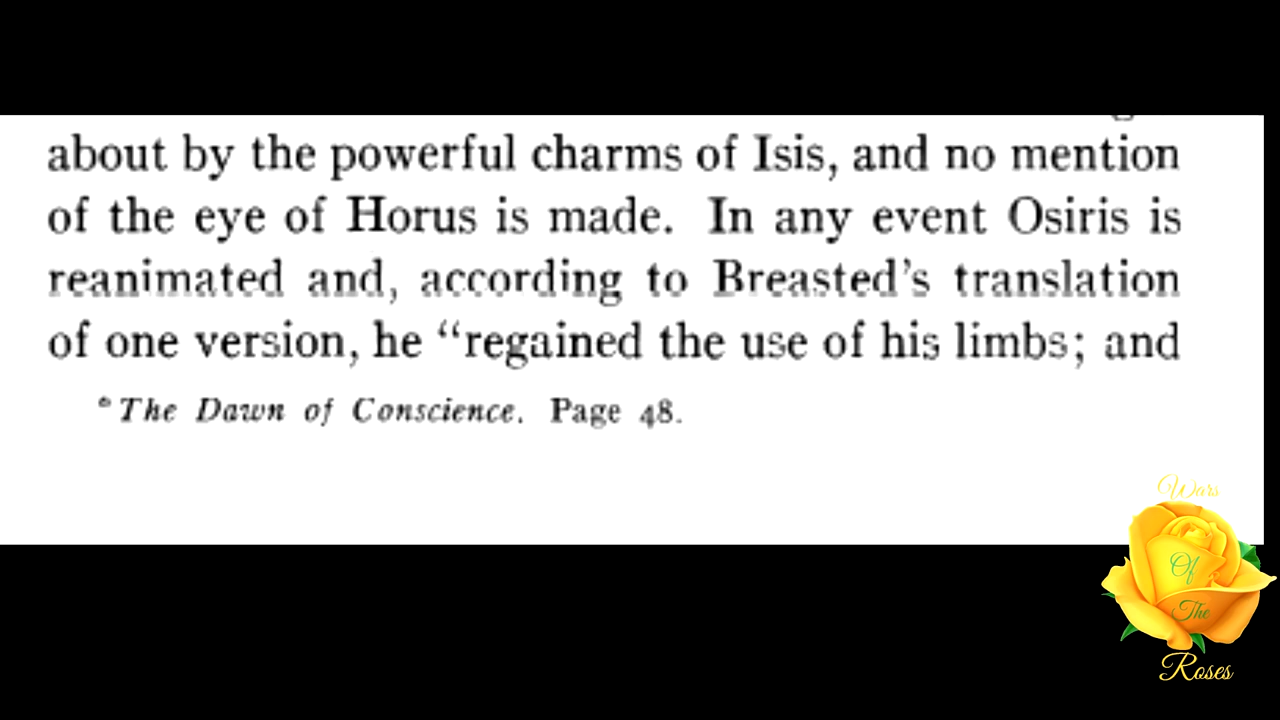 about by the powerful charms of Isis, and no mention
of the eye of Horus is made. In any event Osiris is
reanimated and, according to Breasted’s translation
of one version, he “regained the use of his limbs; and
* The Dawn of Conscience. Page 48.
Wars
Of
The
Roses